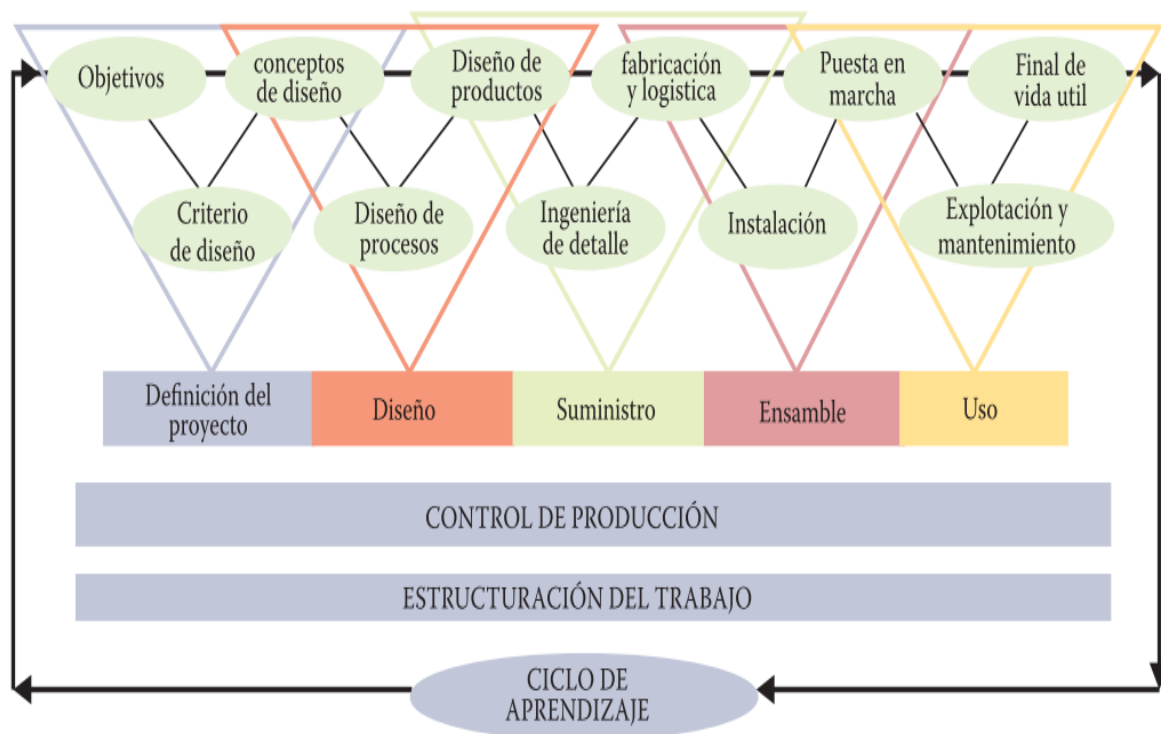 Objetivos
conceptos
de diseño
Diseño de
productos
fabricación
y logistica
Puesta en
marcha
Final de
vida util
Criterio
de diseño
Diseño de
procesos
Ingeniería
de detalle
Instalación
Explotación y
mantenimiento
Definición del
proyecto
Diseño
Suministro
Ensamble
Uso
CONTROL DE PRODUCCIÓN
ESTRUCTURACIÓN DEL TRABAJO
CICLO DE
APRENDIZAJE